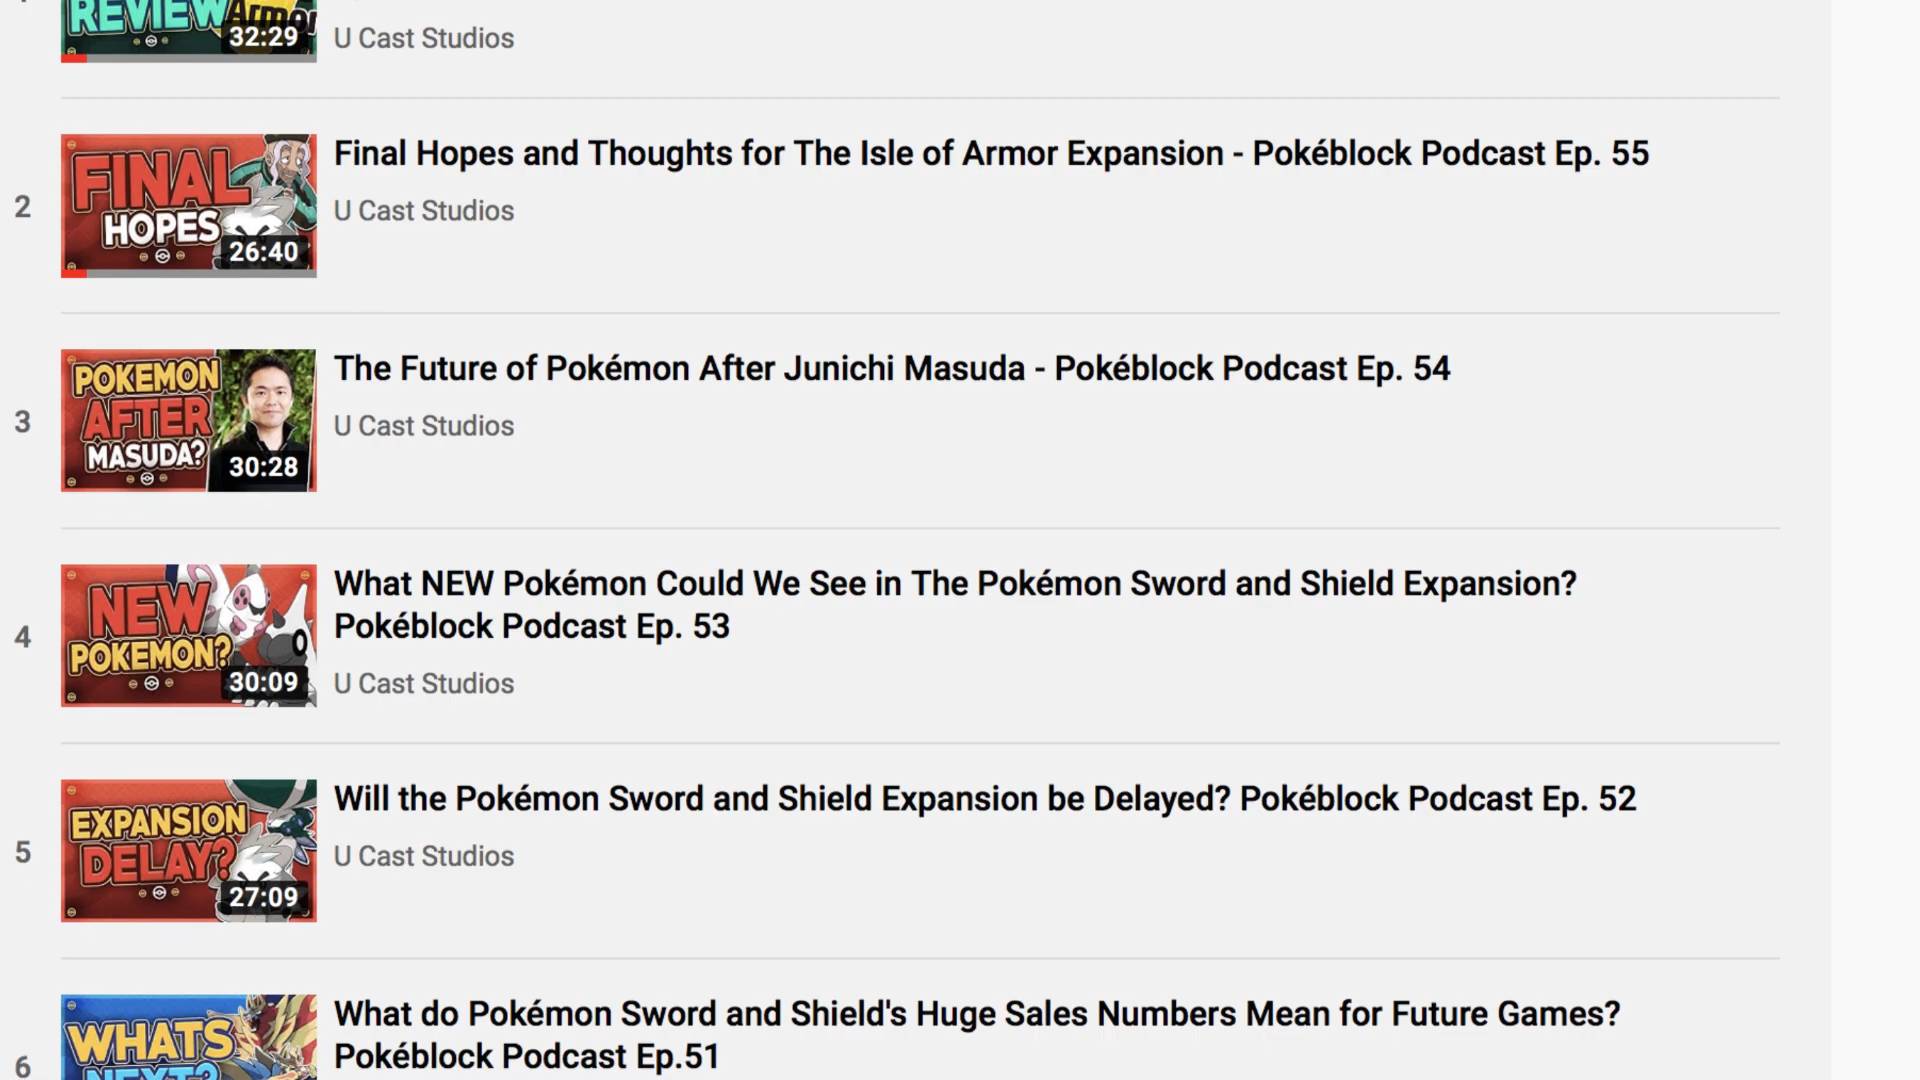 REVIEW
Armor
32:29
U Cast Studios
2
FINAL
HOPES
26:40
Final Hopes and Thoughts for The Isle of Armor Expansion - Pokéblock Podcast Ep. 55
U Cast Studios
3
POKEMON
AFTER
MASUDA?
30:28
The Future of Pokémon After Junichi Masuda - Pokéblock Podcast Ep. 54
U Cast Studios
4
NEW
POKEMON?
30:09
What NEW Pokémon Could We See in The Pokémon Sword and Shield Expansion?
Pokéblock Podcast Ep. 53
U Cast Studios
5
EXPANSION
DELAY?
27:09
Will the Pokémon Sword and Shield Expansion be Delayed? Pokéblock Podcast Ep. 52
U Cast Studios
6
WHATS
NEXT?
What do Pokémon Sword and Shield's Huge Sales Numbers Mean for Future Games?
Pokéblock Podcast Ep.51